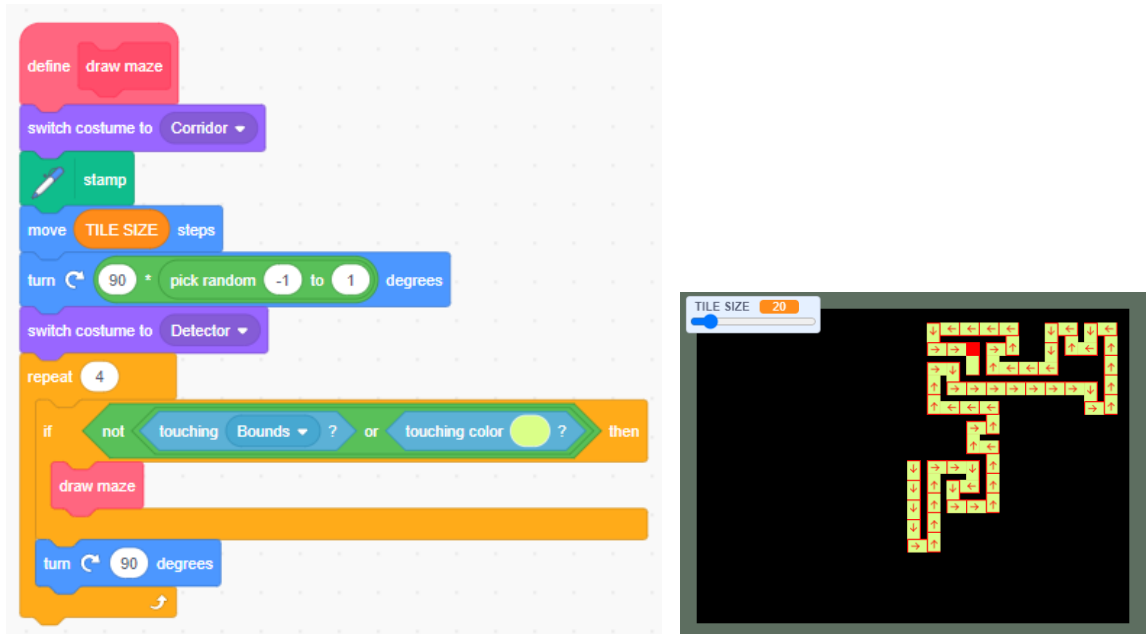 define draw maze
switch costume to Corridor
stamp
move TILE SIZE steps
turn 90 * pick random -1 to 1 degrees
switch costume to Detector
repeat 4
if not touching Bounds ? or touching color ? then
draw maze
turn 90 degrees
TILE SIZE 20